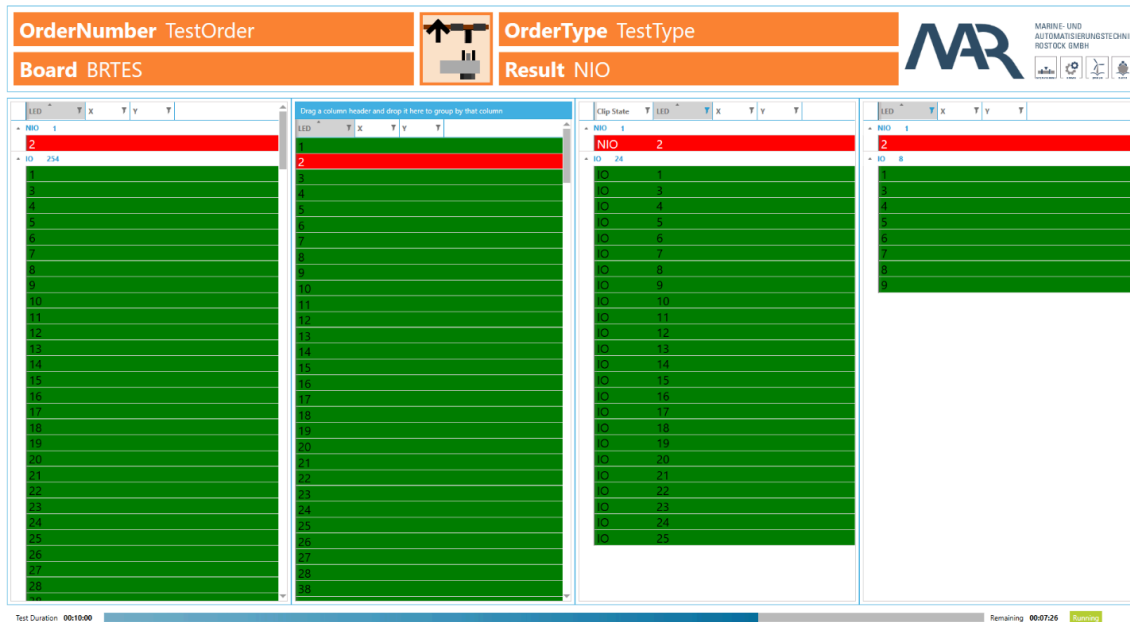 OrderNumber TestOrder
OrderType TestType
Board BRTES
Result NIO
MARINE- UND
AUTOMATISIERUNGSTECHNI
ROSTOCK GMBH
LED X Y
NIO 1
2
IO 254
1
3
4
5
6
7
8
9
10
11
12
13
14
15
16
17
18
19
20
21
22
23
24
25
26
27
28
Drag a column header and drop it here to group by that column
LED X Y
1
2
3
4
5
6
7
8
9
10
11
12
13
14
15
16
17
18
19
20
21
22
23
24
25
26
27
28
38
Clip State LED X Y
NIO 1
NIO 2
IO 24
IO 1
IO 3
IO 4
IO 5
IO 6
IO 7
IO 8
IO 9
IO 10
IO 11
IO 12
IO 13
IO 14
IO 15
IO 16
IO 17
IO 18
IO 19
IO 20
IO 21
IO 22
IO 23
IO 24
IO 25
LED X Y
NIO 1
2
IO 8
1
3
4
5
6
7
8
9
Test Duration 00:10:00
Remaining 00:07:26 Running